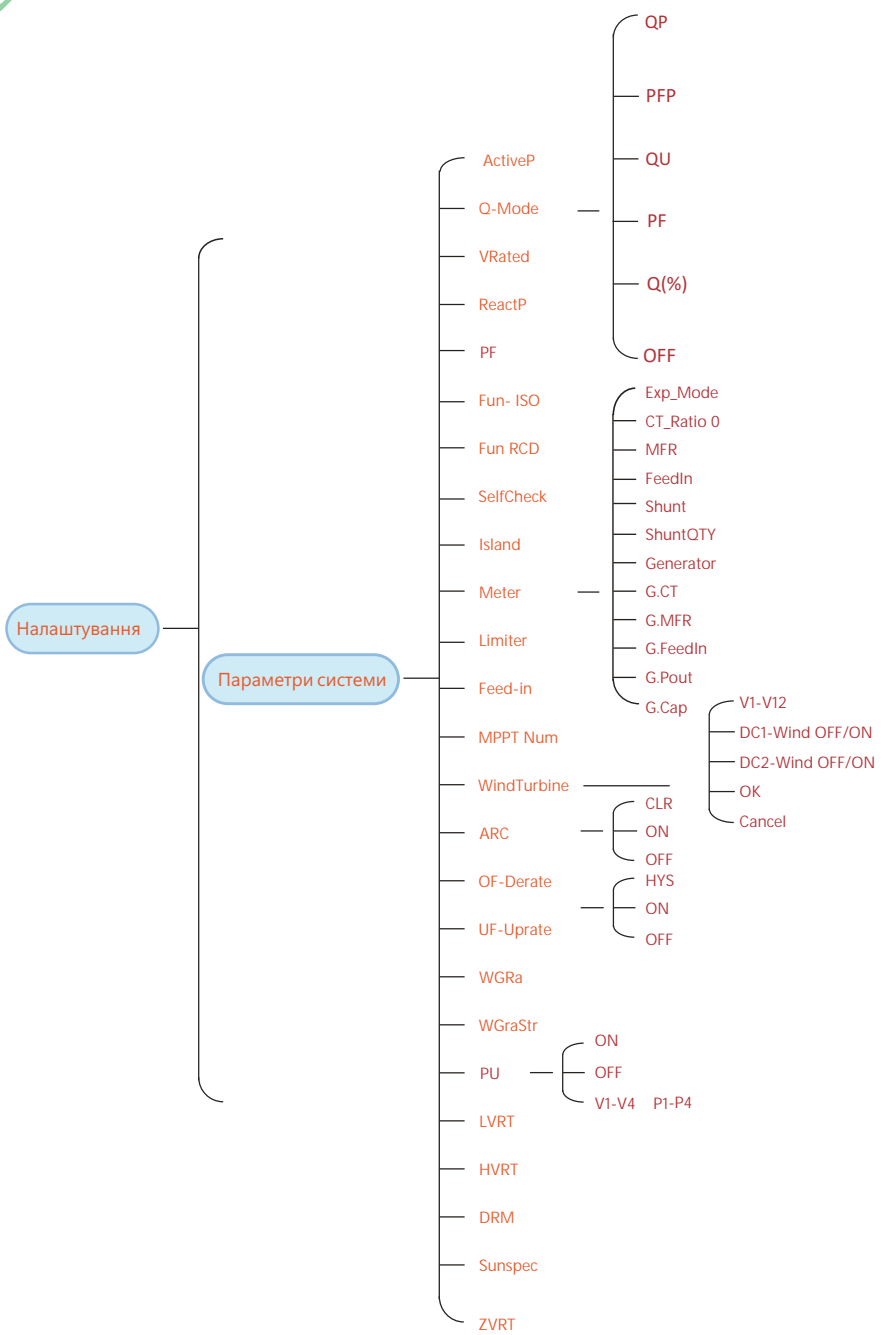 Налаштування
Параметри системи
ActiveP
Q-Mode
QP
PFP
QU
PF
Q(%)
OFF
VRated
ReactP
PF
Fun- ISO
Fun RCD
SelfCheck
Island
Meter
Exp_Mode
CT_Ratio 0
MFR
FeedIn
Shunt
ShuntQTY
Generator
G.CT
G.MFR
G.FeedIn
G.Pout
G.Cap
Limiter
Feed-in
MPPT Num
WindTurbine
V1-V12
DC1-Wind OFF/ON
DC2-Wind OFF/ON
OK
Cancel
ARC
CLR
ON
OFF
OF-Derate
UF-Uprate
HYS
ON
OFF
WGRa
WGraStr
PU
ON
OFF
V1-V4 P1-P4
LVRT
HVRT
DRM
Sunspec
ZVRT